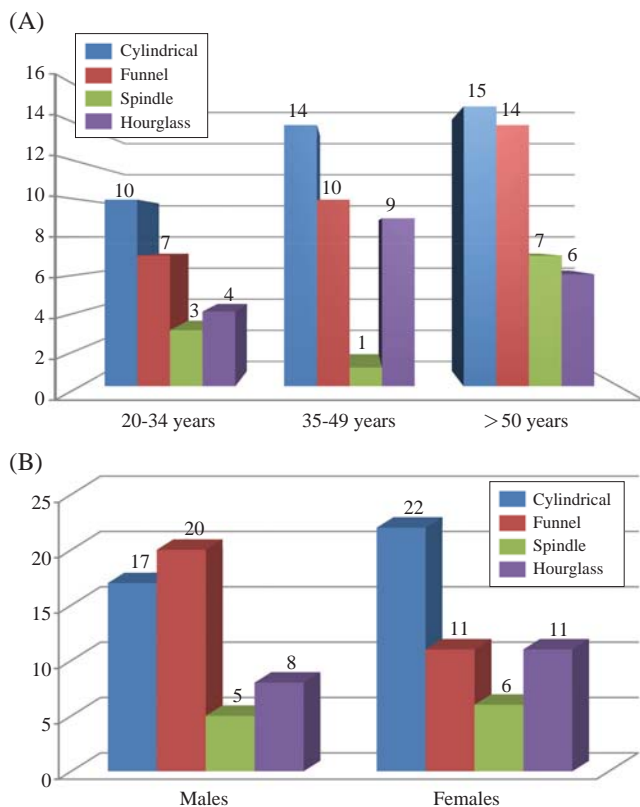 (A)
Cylindrical
Funnel
Spindle
Hourglass
16
14
12
10
8
6
4
2
0
10
7
3
4
14
10
1
9
15
14
7
6
20-34 years
35-49 years
>50 years
(B)
Cylindrical
Funnel
Spindle
Hourglass
25
20
15
10
5
0
17
20
5
8
22
11
6
11
Males
Females